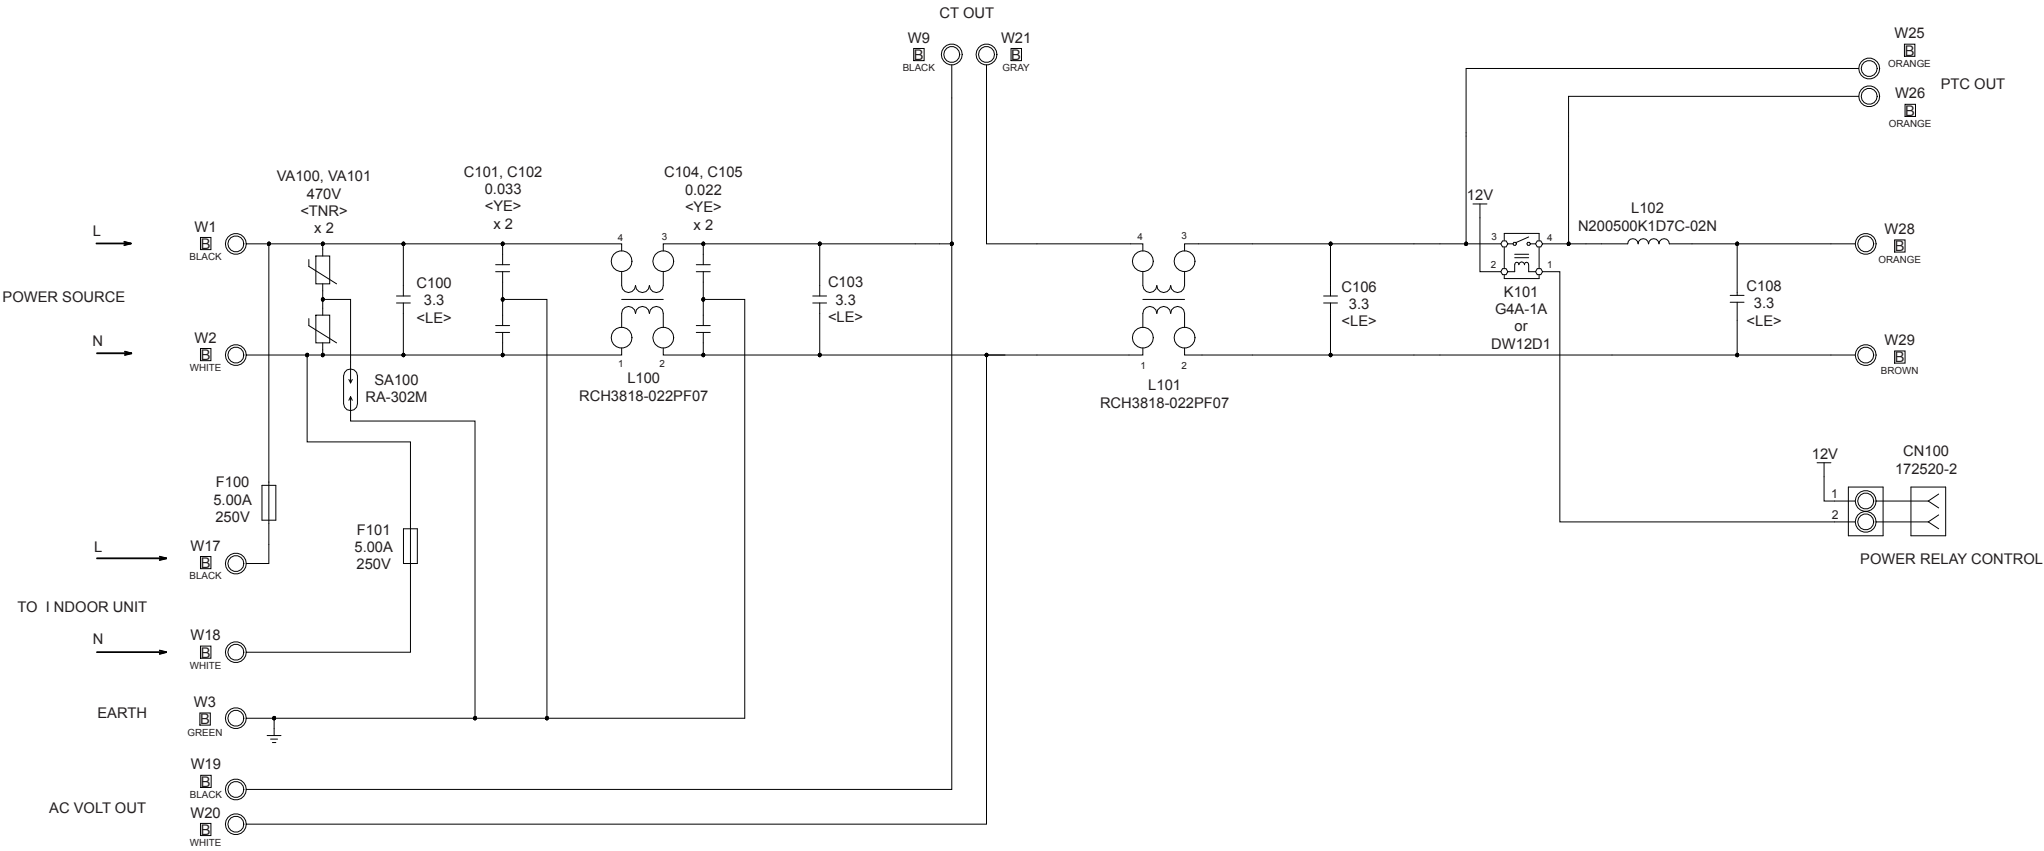 CT OUT
W9
B
BLACK
W21
B
GRAY
W25
B
ORANGE
W26
B
ORANGE
PTC OUT
VA100, VA101
470V
<TNR>
x 2
C101, C102
0.033
<YE>
x 2
C104, C105
0.022
<YE>
x 2
L
W1
B
BLACK
POWER SOURCE
N
W2
B
WHITE
C100
3.3
<LE>
4
3
1
2
L100
RCH3818-022PF07
C103
3.3
<LE>
SA100
RA-302M
4
3
1
2
L101
RCH3818-022PF07
C106
3.3
<LE>
12V
3
4
2
1
K101
G4A-1A
or
DW12D1
L102
N200500K1D7C-02N
C108
3.3
<LE>
W28
B
ORANGE
W29
B
BROWN
F100
5.00A
250V
F101
5.00A
250V
12V
1
2
CN100
172520-2
POWER RELAY CONTROL
L
W17
B
BLACK
TO I NDOOR UNIT
N
W18
B
WHITE
EARTH
W3
B
GREEN
W19
B
BLACK
AC VOLT OUT
W20
B
WHITE